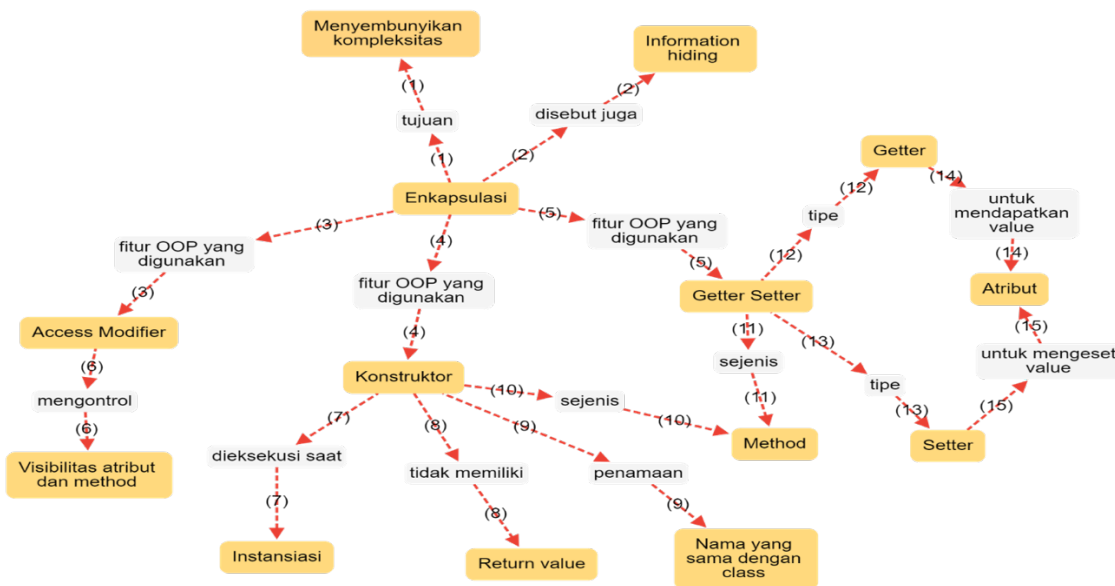 Menyembunyikan
kompleksitas
Information
hiding
(1)
(2)
tujuan
disebut juga
(1)
(2)
Getter
Enkapsulasi
(12)
(14)
(5)
untuk
mendapatkan
value
(3)
fitur OOP yang
digunakan
tipe
(4)
fitur OOP yang
digunakan
(12)
(14)
(5)
fitur OOP yang
digunakan
(3)
Getter Setter
Atribut
(4)
(11)
(13)
(15)
Access Modifier
sejenis
untuk mengeset
value
(6)
Konstruktor
tipe
mengontrol
(10)
sejenis
(11)
(13)
(15)
(6)
(7)
(8)
(9)
(10)
Method
Setter
dieksekusi saat
tidak memiliki
penamaan
Visibilitas atribut
dan method
(7)
(8)
(9)
Instansiasi
Return value
Nama yang
sama dengan
class